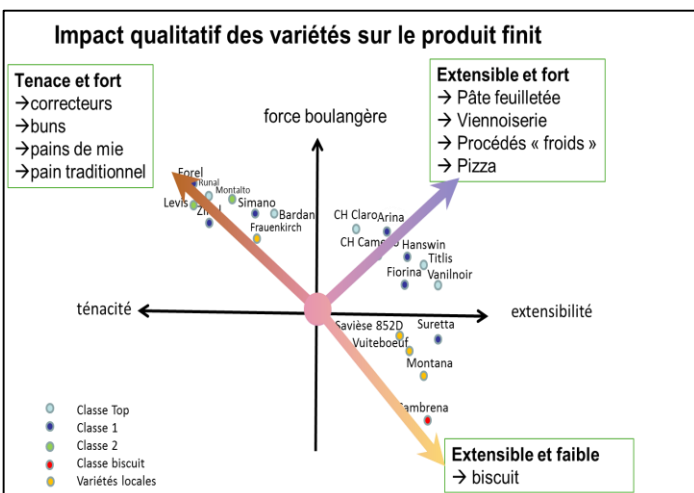 Impact qualitatif des variétés sur le produit finit
Tenace et fort
→correcteurs
→buns
→pains de mie
→pain traditionnel
Extensible et fort
→ Pâte feuilletée
→ Viennoiserie
→ Procédés « froids »
→ Pizza
force boulangère
Forel
Runal
Montalto
Levis
Simano
Bardan
Frauenkirch
CH Claro
Arina
CH Camedo
Hanswin
Titlis
Fiorina
Vanilnoir
ténacité
extensibilité
Savièse 852D
Suretta
Vuiteboeuf
Montana
Cambrena
Classe Top
Classe 1
Classe 2
Classe biscuit
Variétés locales
Extensible et faible
→ biscuit